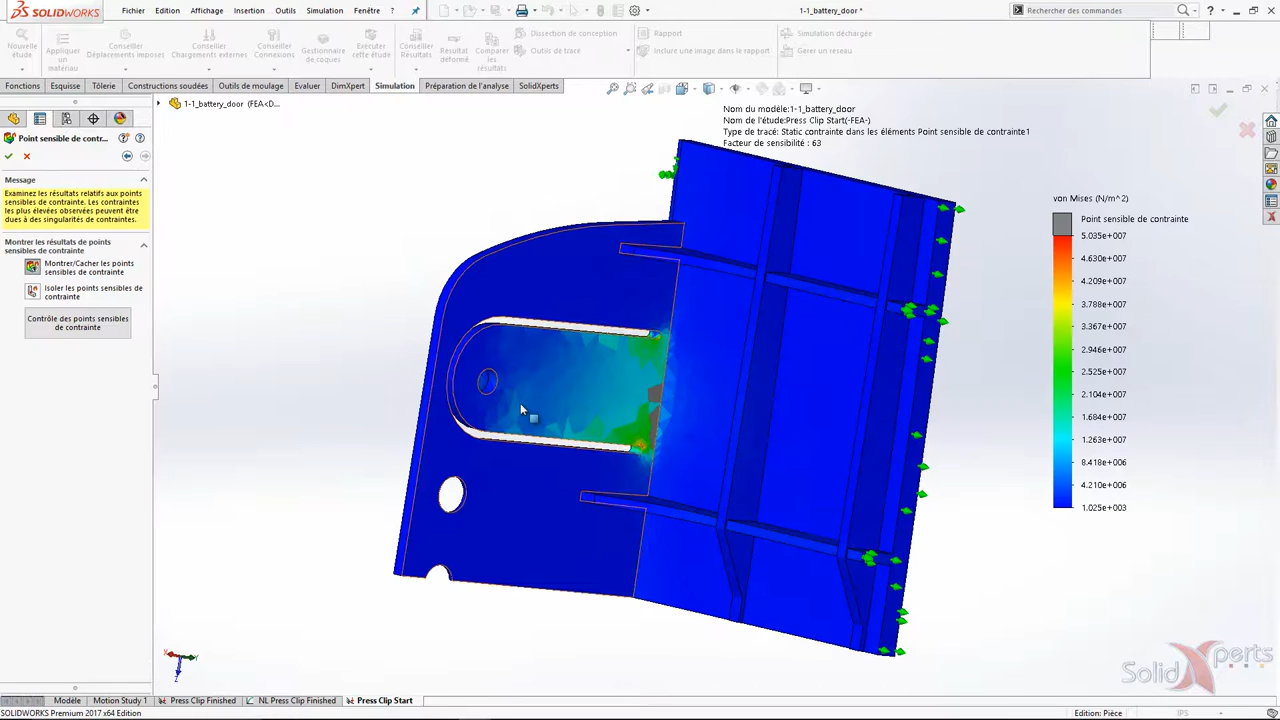 SOLIDWORKS
Fichier Edition Affichage Insertion Outils Simulation Fenêtre ?
1-1_battery_door *
Rechercher des commandes
Nouvelle étude
Appliquer un matériau
Conseiller Déplacements imposés
Conseiller Chargements externes
Conseiller Connexions
Gestionnaire de coques
Exécuter cette étude
Conseiller Résultats
Résultat déformé
Comparer les résultats
Dissection de conception
Outils de tracé
Rapport
Inclure une image dans le rapport
Simulation déchargée
Gérer un réseau
Fonctions Esquisse Tôlerie Constructions soudées Outils de moulage Evaluer DimXpert Simulation Préparation de l'analyse SolidXperts
1-1_battery_door (FEA<D...
Point sensible de contr...
Message
Examinez les résultats relatifs aux points
sensibles de contrainte. Les contraintes
les plus élevées observées peuvent être
dues à des singularités de contraintes.
Montrer les résultats de points
sensibles de contrainte
Montrer/Cacher les points
sensibles de contrainte
Isoler les points sensibles de
contrainte
Contrôle des points sensibles
de contrainte
Nom du modèle:1-1_battery_door
Nom de l'étude:Press Clip Start(-FEA-)
Type de tracé: Static contrainte dans les éléments Point sensible de contrainte1
Facteur de sensibilité : 63
von Mises (N/m^2)
Point sensible de contrainte
5.035e+007
4.630e+007
4.209e+007
3.788e+007
3.367e+007
2.946e+007
2.525e+007
2.105e+007
1.684e+007
1.263e+007
8.419e+006
4.210e+006
1.025e+003
X Y
Z
SolidXperts
Modèle Motion Study 1 Press Clip Finished NL Press Clip Finished Press Clip Start
SOLIDWORKS Premium 2017 x64 Edition
Edition: Pièce
IPS